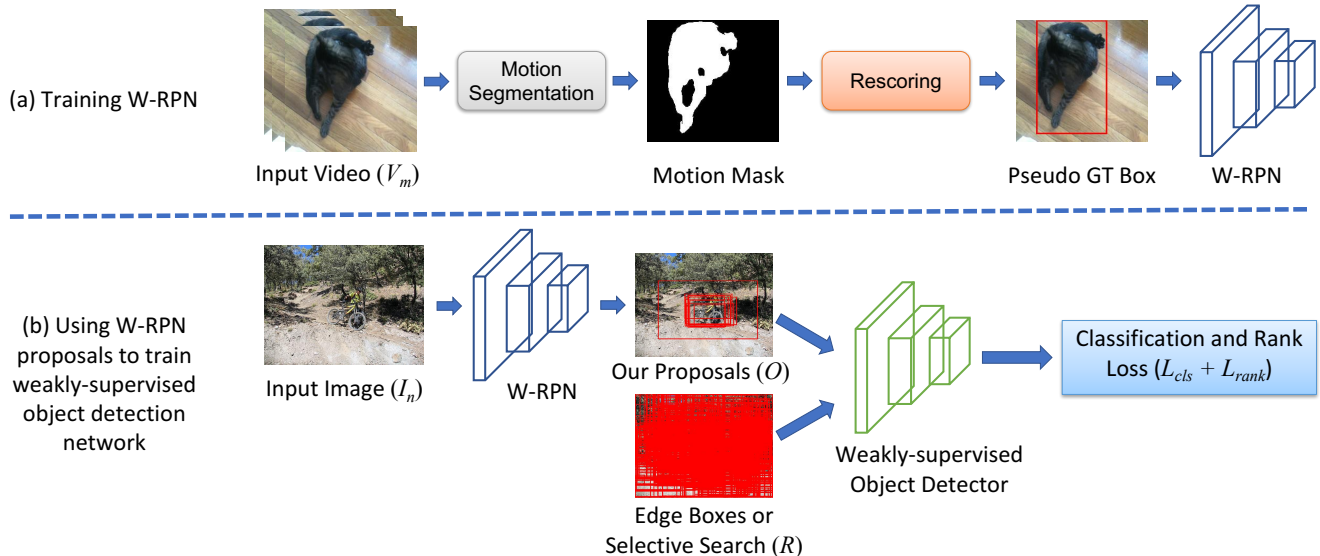 (a) Training W-RPN
Motion
Segmentation
Rescoring
Input Video (Vm)
Motion Mask
Pseudo GT Box
W-RPN
(b) Using W-RPN
proposals to train
weakly-supervised
object detection
network
Input Image (In)
W-RPN
Our Proposals (O)
Edge Boxes or
Selective Search (R)
Weakly-supervised
Object Detector
Classification and Rank
Loss (Lcls + Lrank)